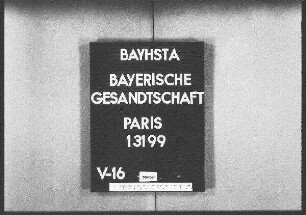 BAYHSTA
BAYERISCHE
GESANDTSCHAFT
PARIS
13199
V-16